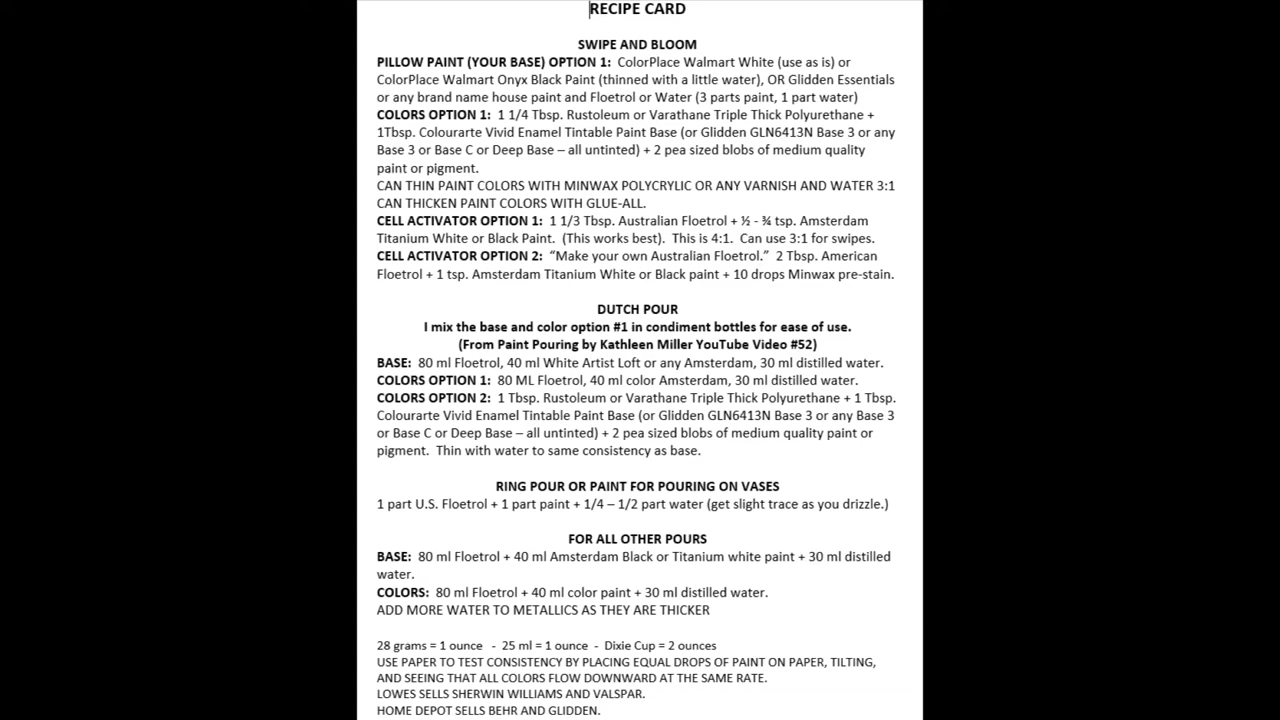 RECIPE CARD
SWIPE AND BLOOM
PILLOW PAINT (YOUR BASE) OPTION 1: ColorPlace Walmart White (use as is) or
ColorPlace Walmart Onyx Black Paint (thinned with a little water), OR Glidden Essentials
or any brand name house paint and Floetrol or Water (3 parts paint, 1 part water)
COLORS OPTION 1: 1 1/4 Tbsp. Rustoleum or Varathane Triple Thick Polyurethane +
1Tbsp. Colourarte Vivid Enamel Tintable Paint Base (or Glidden GLN6413N Base 3 or any
Base 3 or Base C or Deep Base – all untinted) + 2 pea sized blobs of medium quality
paint or pigment.
CAN THIN PAINT COLORS WITH MINWAX POLYCRYLIC OR ANY VARNISH AND WATER 3:1
CAN THICKEN PAINT COLORS WITH GLUE-ALL.
CELL ACTIVATOR OPTION 1: 1 1/3 Tbsp. Australian Floetrol + ½ - ¾ tsp. Amsterdam
Titanium White or Black Paint. (This works best). This is 4:1. Can use 3:1 for swipes.
CELL ACTIVATOR OPTION 2: “Make your own Australian Floetrol.” 2 Tbsp. American
Floetrol + 1 tsp. Amsterdam Titanium White or Black paint + 10 drops Minwax pre-stain.
DUTCH POUR
I mix the base and color option #1 in condiment bottles for ease of use.
(From Paint Pouring by Kathleen Miller YouTube Video #52)
BASE: 80 ml Floetrol, 40 ml White Artist Loft or any Amsterdam, 30 ml distilled water.
COLORS OPTION 1: 80 ML Floetrol, 40 ml color Amsterdam, 30 ml distilled water.
COLORS OPTION 2: 1 Tbsp. Rustoleum or Varathane Triple Thick Polyurethane + 1 Tbsp.
Colourarte Vivid Enamel Tintable Paint Base (or Glidden GLN6413N Base 3 or any Base 3
or Base C or Deep Base – all untinted) + 2 pea sized blobs of medium quality paint or
pigment. Thin with water to same consistency as base.
RING POUR OR PAINT FOR POURING ON VASES
1 part U.S. Floetrol + 1 part paint + 1/4 – 1/2 part water (get slight trace as you drizzle.)
FOR ALL OTHER POURS
BASE: 80 ml Floetrol + 40 ml Amsterdam Black or Titanium white paint + 30 ml distilled
water.
COLORS: 80 ml Floetrol + 40 ml color paint + 30 ml distilled water.
ADD MORE WATER TO METALLICS AS THEY ARE THICKER
28 grams = 1 ounce - 25 ml = 1 ounce - Dixie Cup = 2 ounces
USE PAPER TO TEST CONSISTENCY BY PLACING EQUAL DROPS OF PAINT ON PAPER, TILTING,
AND SEEING THAT ALL COLORS FLOW DOWNWARD AT THE SAME RATE.
LOWES SELLS SHERWIN WILLIAMS AND VALSPAR.
HOME DEPOT SELLS BEHR AND GLIDDEN.